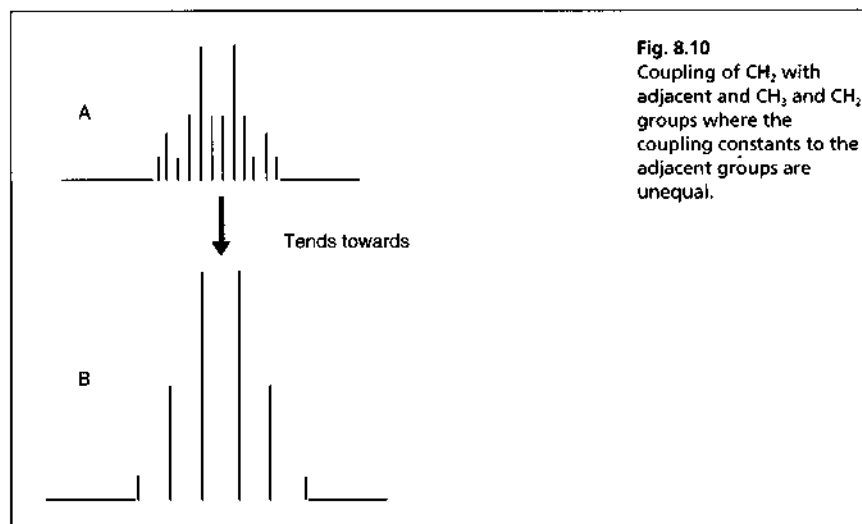 Fig. 8.10
Coupling of CH₂ with
adjacent and CH₃ and CH₂
groups where the
coupling constants to the
adjacent groups are
unequal.
A
Tends towards
B